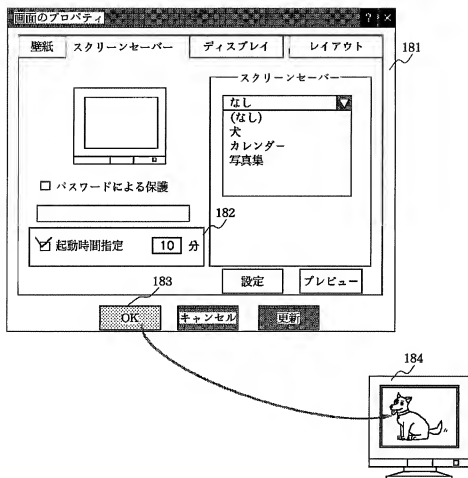 画面のプロパティ ? ×
壁紙 スクリーンセーバー ディスプレイ レイアウト
181
スクリーンセーバー
なし
(なし)
犬
カレンダー
写真集
パスワードによる保護
182
起動時間指定 10 分
183
設定 プレビュー
OK キャンセル 更新
184